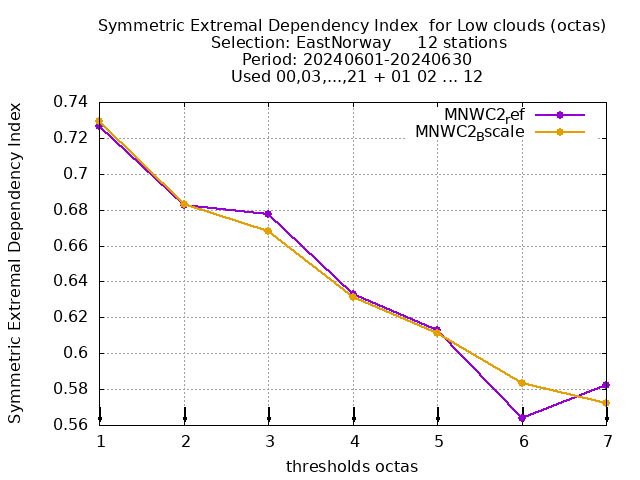 Symmetric Extremal Dependency Index  for Low clouds (octas)
Selection: EastNorway     12 stations
Period: 20240601-20240630
Used 00,03,...,21 + 01 02 ... 12
MNWC2ref
MNWC2Bscale
Symmetric Extremal Dependency Index
0.74
0.72
0.7
0.68
0.66
0.64
0.62
0.6
0.58
0.56
1 2 3 4 5 6 7
thresholds octas